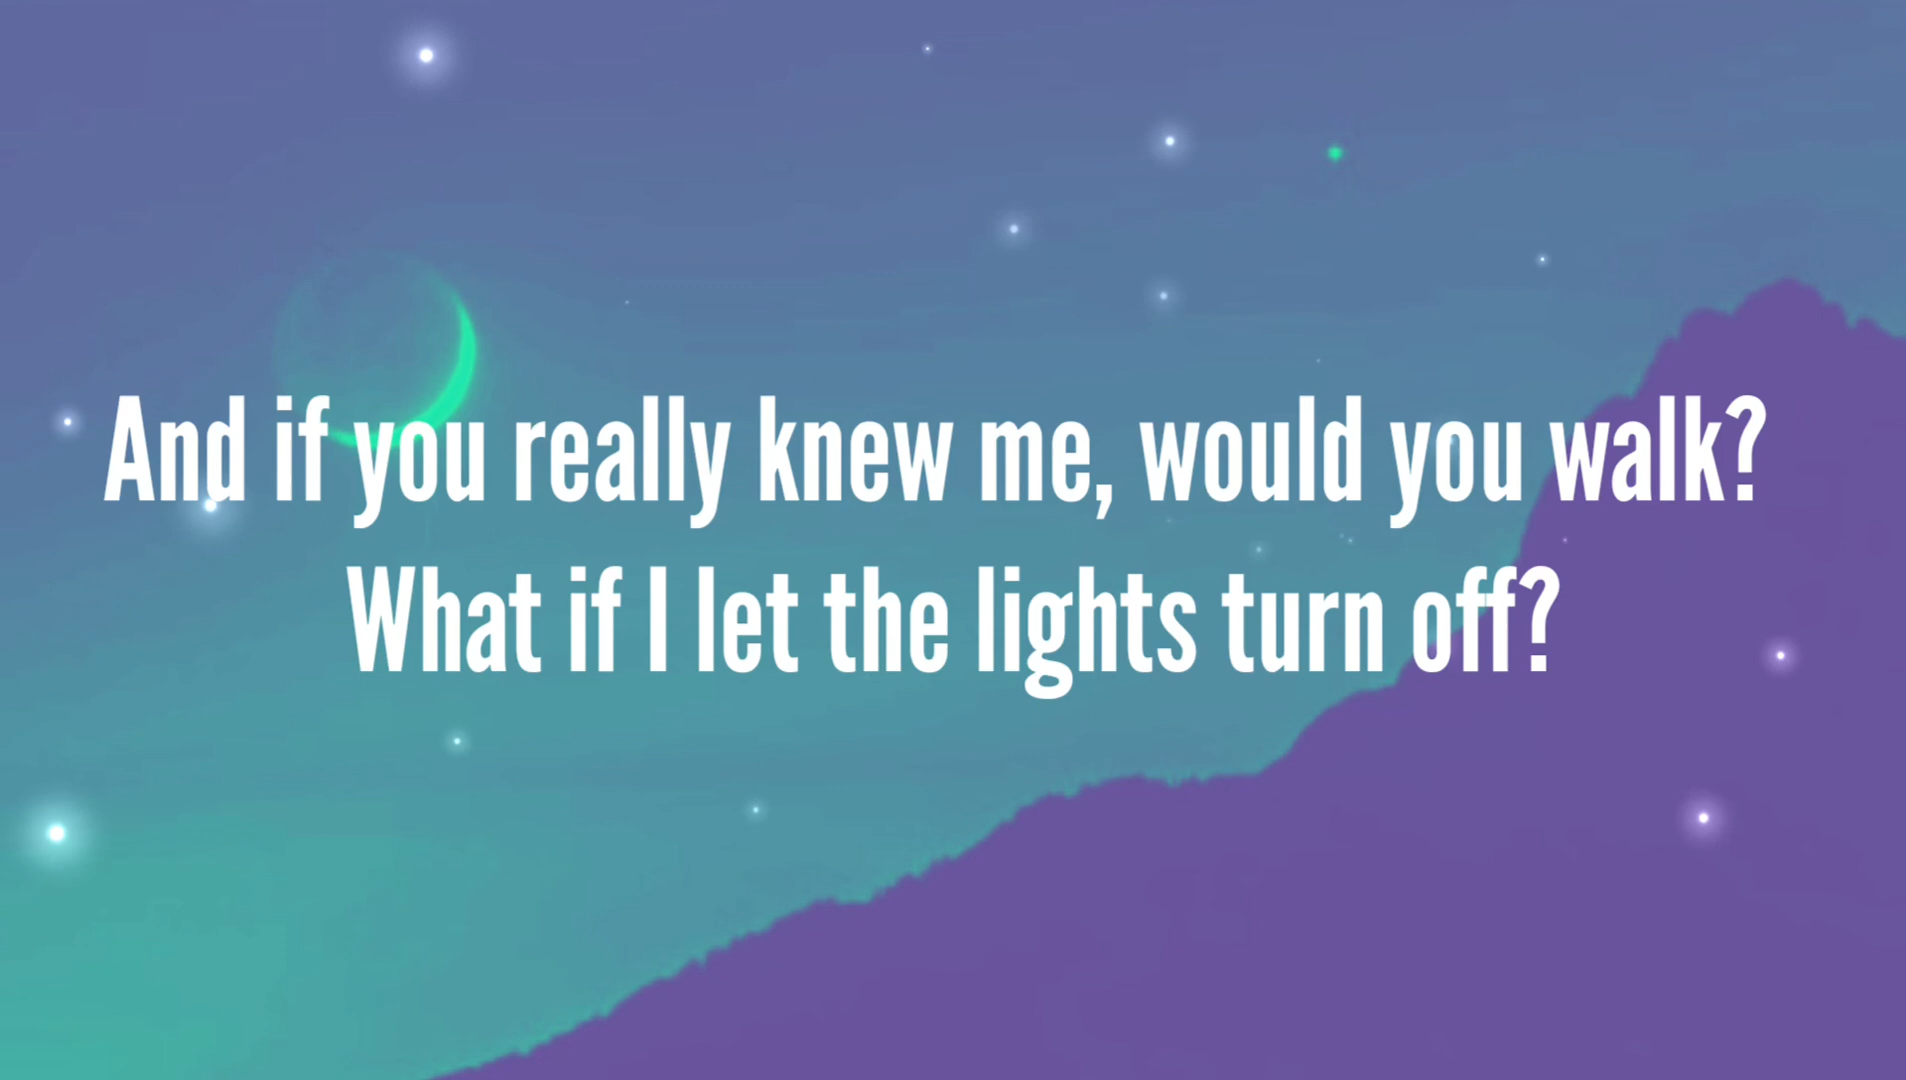 And if you really knew me, would you walk?
What if I let the lights turn off?